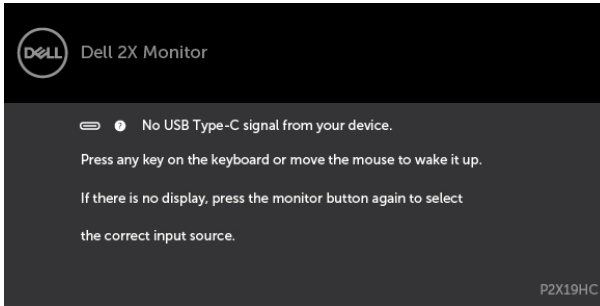 DELL
Dell 2X Monitor
? No USB Type-C signal from your device.
Press any key on the keyboard or move the mouse to wake it up.
If there is no display, press the monitor button again to select
the correct input source.
P2X19HC